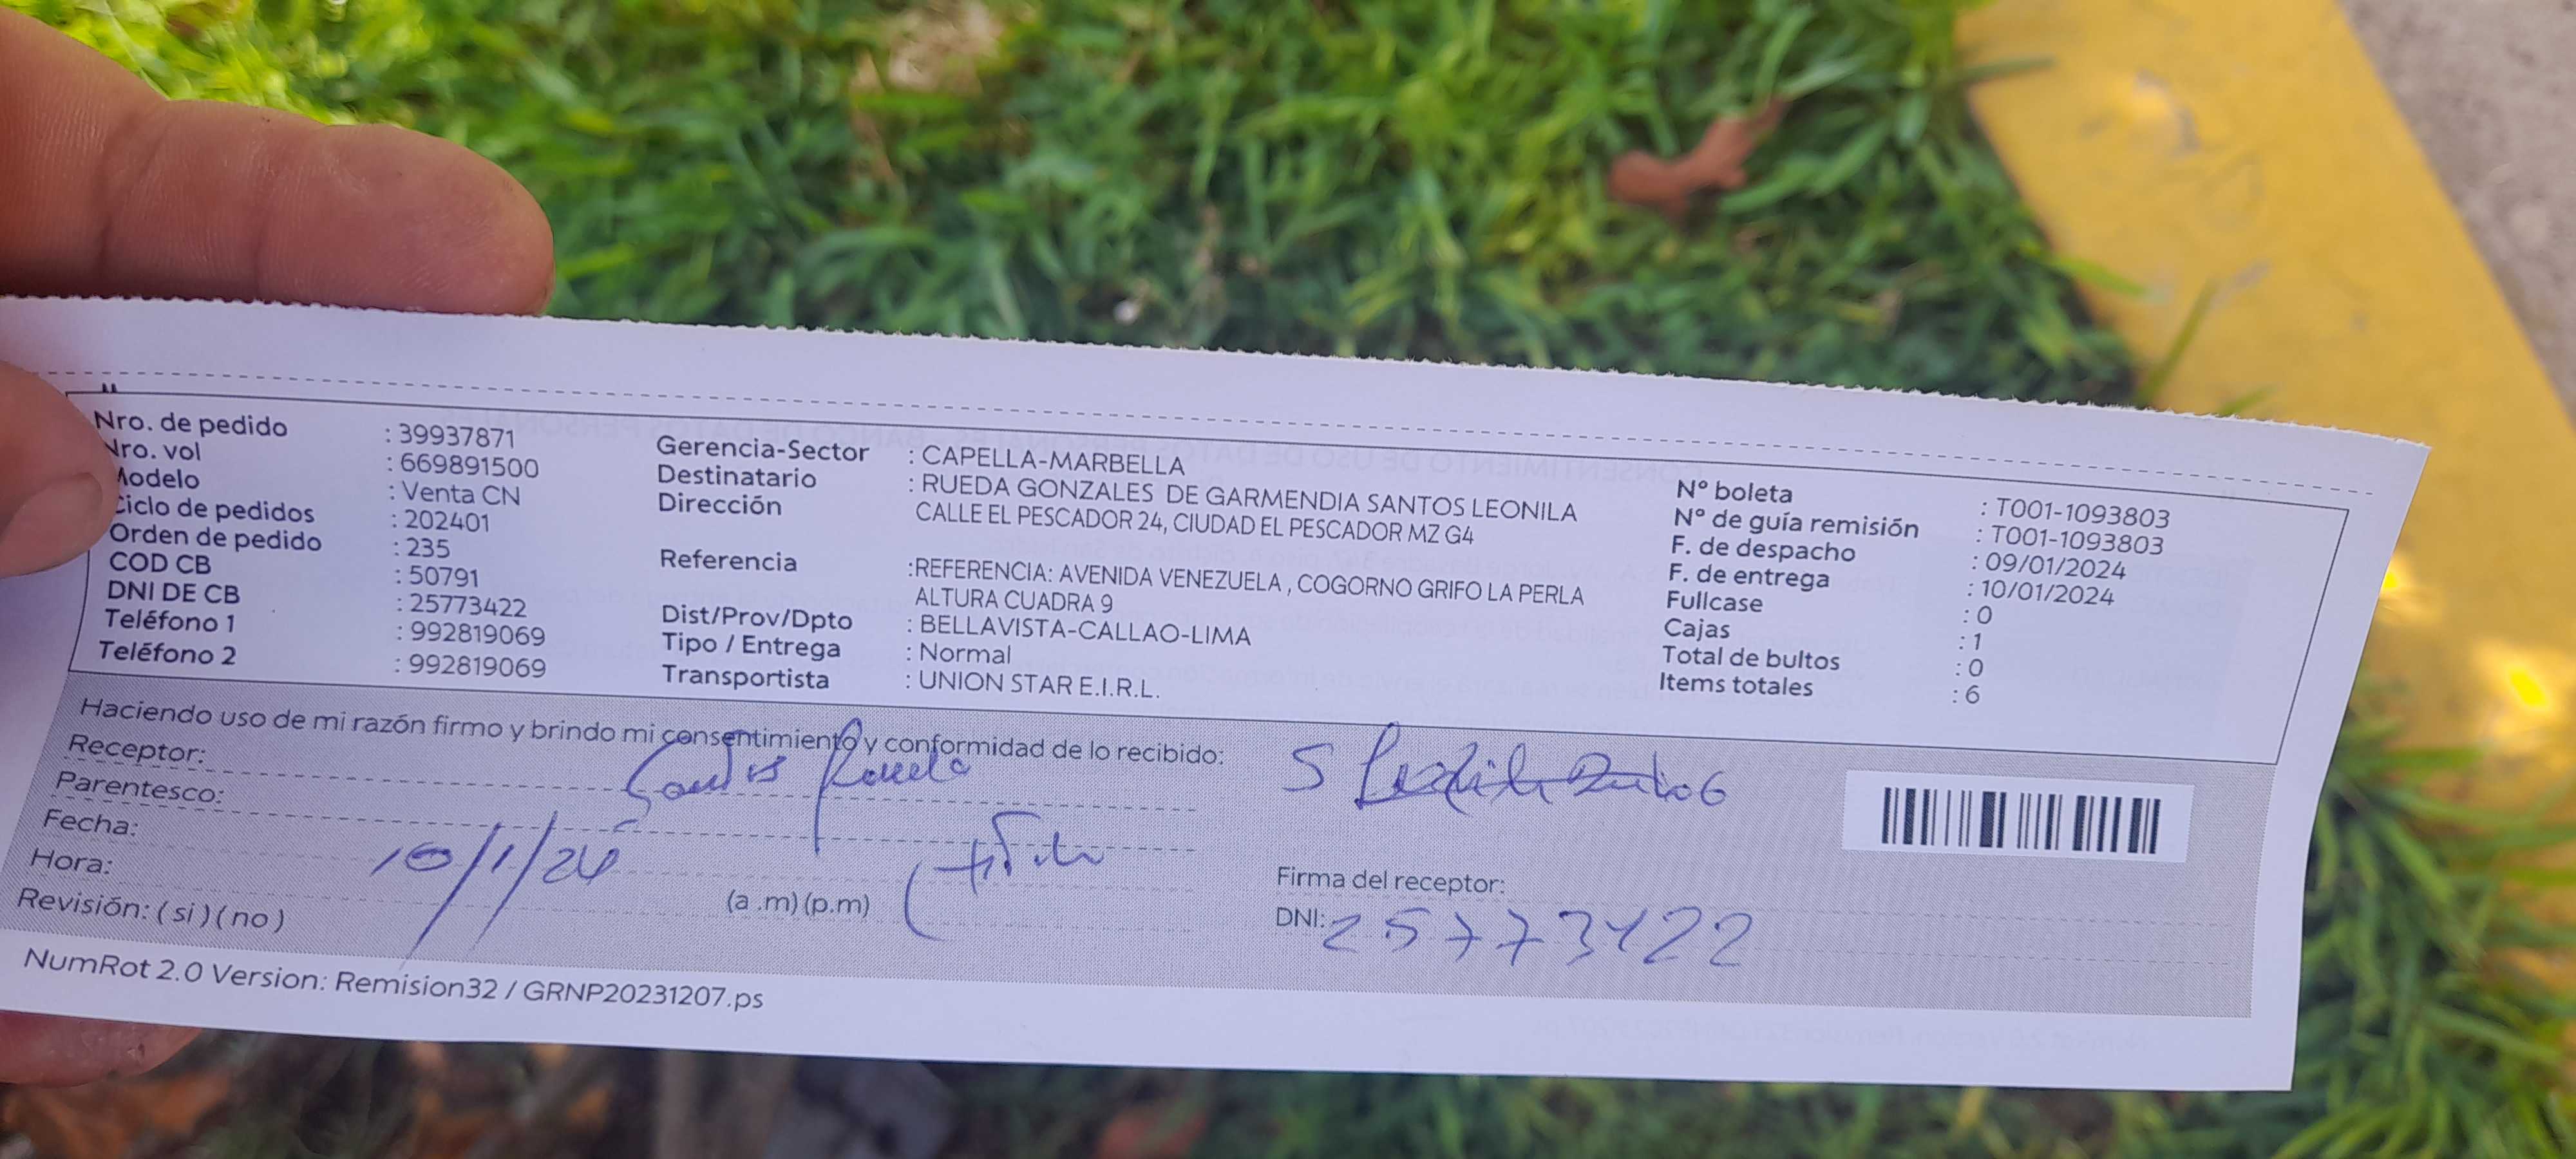 Nro. de pedido : 39937871
Nro. vol : 669891500
Modelo : Venta CN
Ciclo de pedidos : 202401
Orden de pedido : 235
COD CB : 50791
DNI DE CB : 25773422
Teléfono 1 : 992819069
Teléfono 2 : 992819069
Gerencia-Sector : CAPELLA-MARBELLA
Destinatario : RUEDA GONZALES DE GARMENDIA SANTOS LEONILA
Dirección CALLE EL PESCADOR 24, CIUDAD EL PESCADOR MZ G4
Referencia :REFERENCIA: AVENIDA VENEZUELA , COGORNO GRIFO LA PERLA
ALTURA CUADRA 9
Dist/Prov/Dpto : BELLAVISTA-CALLAO-LIMA
Tipo / Entrega : Normal
Transportista : UNION STAR E.I.R.L.
N° boleta : T001-1093803
N° de guía remisión : T001-1093803
F. de despacho : 09/01/2024
F. de entrega : 10/01/2024
Fullcase : 0
Cajas : 1
Total de bultos : 0
Items totales : 6
Haciendo uso de mi razón firmo y brindo mi consentimiento y conformidad de lo recibido:
Receptor: Santos Rueda
Parentesco:
Fecha: 10/1/24
Hora: (a .m) (p.m)
Revisión: ( si ) ( no )
Firma del receptor:
DNI: 25773422
NumRot 2.0 Version: Remision32 / GRNP20231207.ps